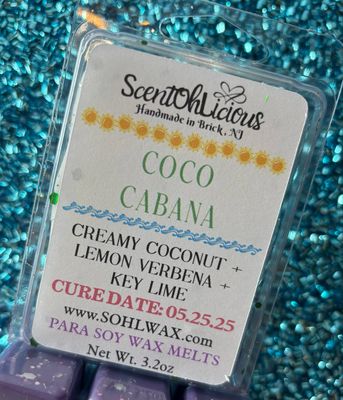 ScentOhLicious
Handmade in Brick, NJ
COCO
CABANA
CREAMY COCONUT +
LEMON VERBENA +
KEY LIME
CURE DATE: 05.25.25
www.SOHLWAX.com
PARA SOY WAX MELTS
Net Wt. 3.2oz